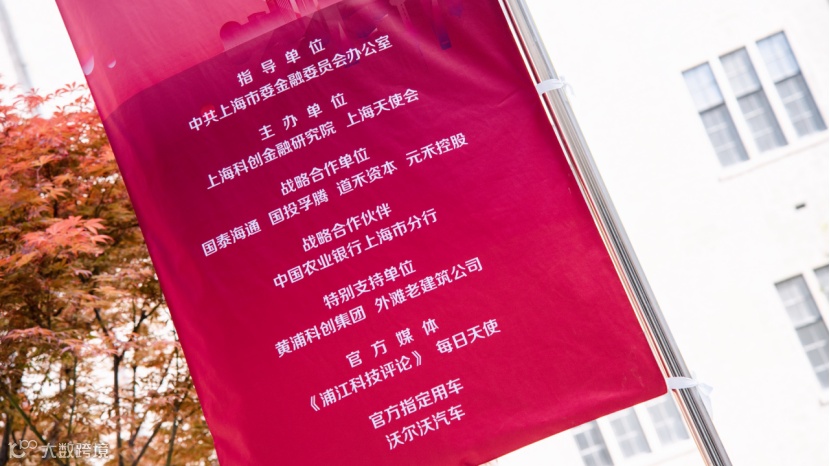 指导单位
中共上海市委金融委员会办公室
主办单位
上海科创金融研究院 上海天使会
战略合作单位
国泰海通 国投孚腾 道禾资本 元禾控股
战略合作伙伴
中国农业银行上海市分行
特别支持单位
黄浦科创集团 外滩老建筑公司
官方媒体
《浦江科技评论》 每日天使
官方指定用车
沃尔沃汽车
大数跨境